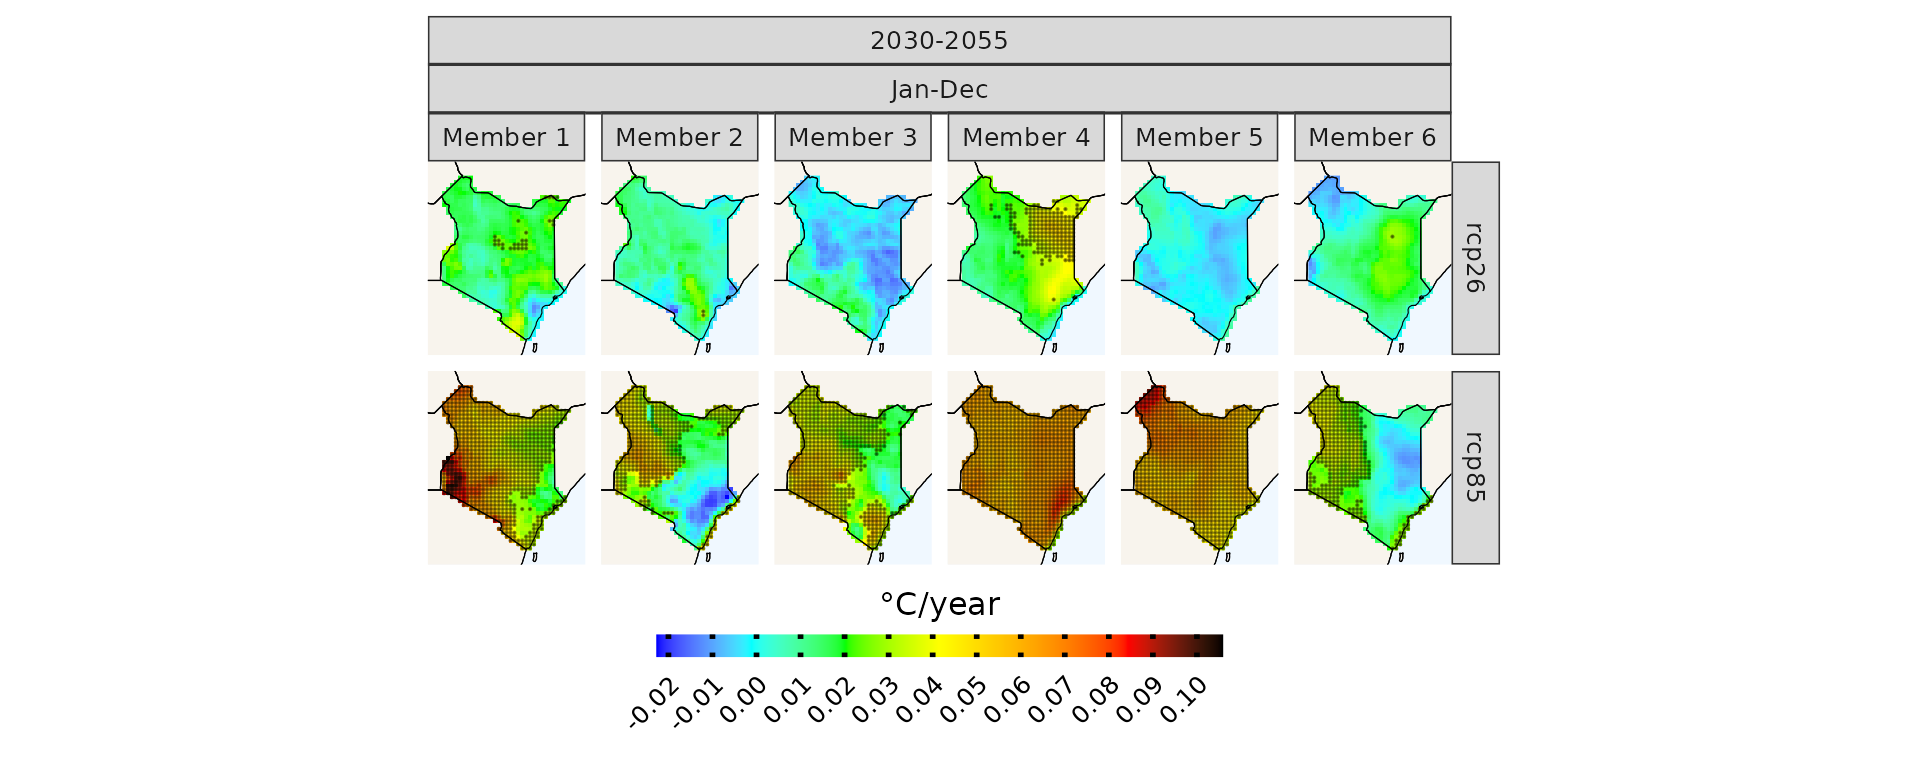 2030-2055
Jan-Dec
Member 1
Member 2
Member 3
Member 4
Member 5
Member 6
rcp26
rcp85
°C/year
-0.02
-0.01
0.00
0.01
0.02
0.03
0.04
0.05
0.06
0.07
0.08
0.09
0.10